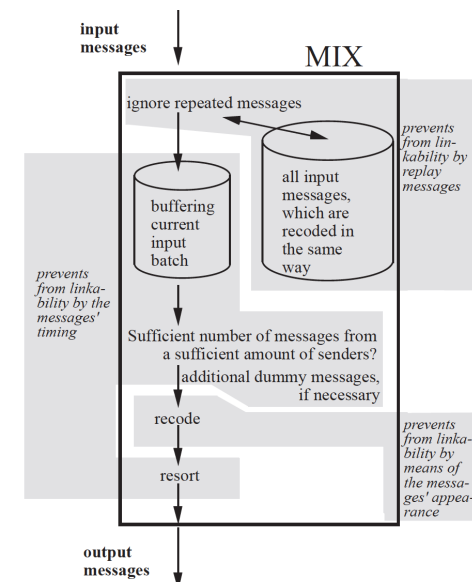 input
messages
MIX
ignore repeated messages
prevents
from lin-
kability by
replay
messages
all input
messages,
which are
recoded in
the same
way
buffering
current
input
batch
prevents
from linka-
bility by the
messages'
timing
Sufficient number of messages from
a sufficient amount of senders?
additional dummy messages,
if necessary
recode
prevents
from linka-
bility by
means of
the messa-
ges' appea-
rance
resort
output
messages